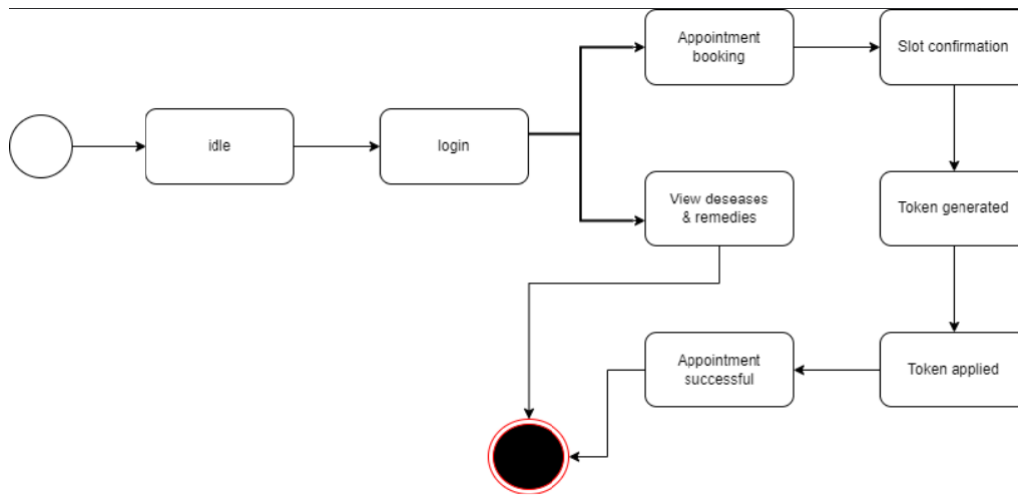 Appointment
booking
Slot confirmation
idle
login
View deseases
& remedies
Token generated
Appointment
successful
Token applied